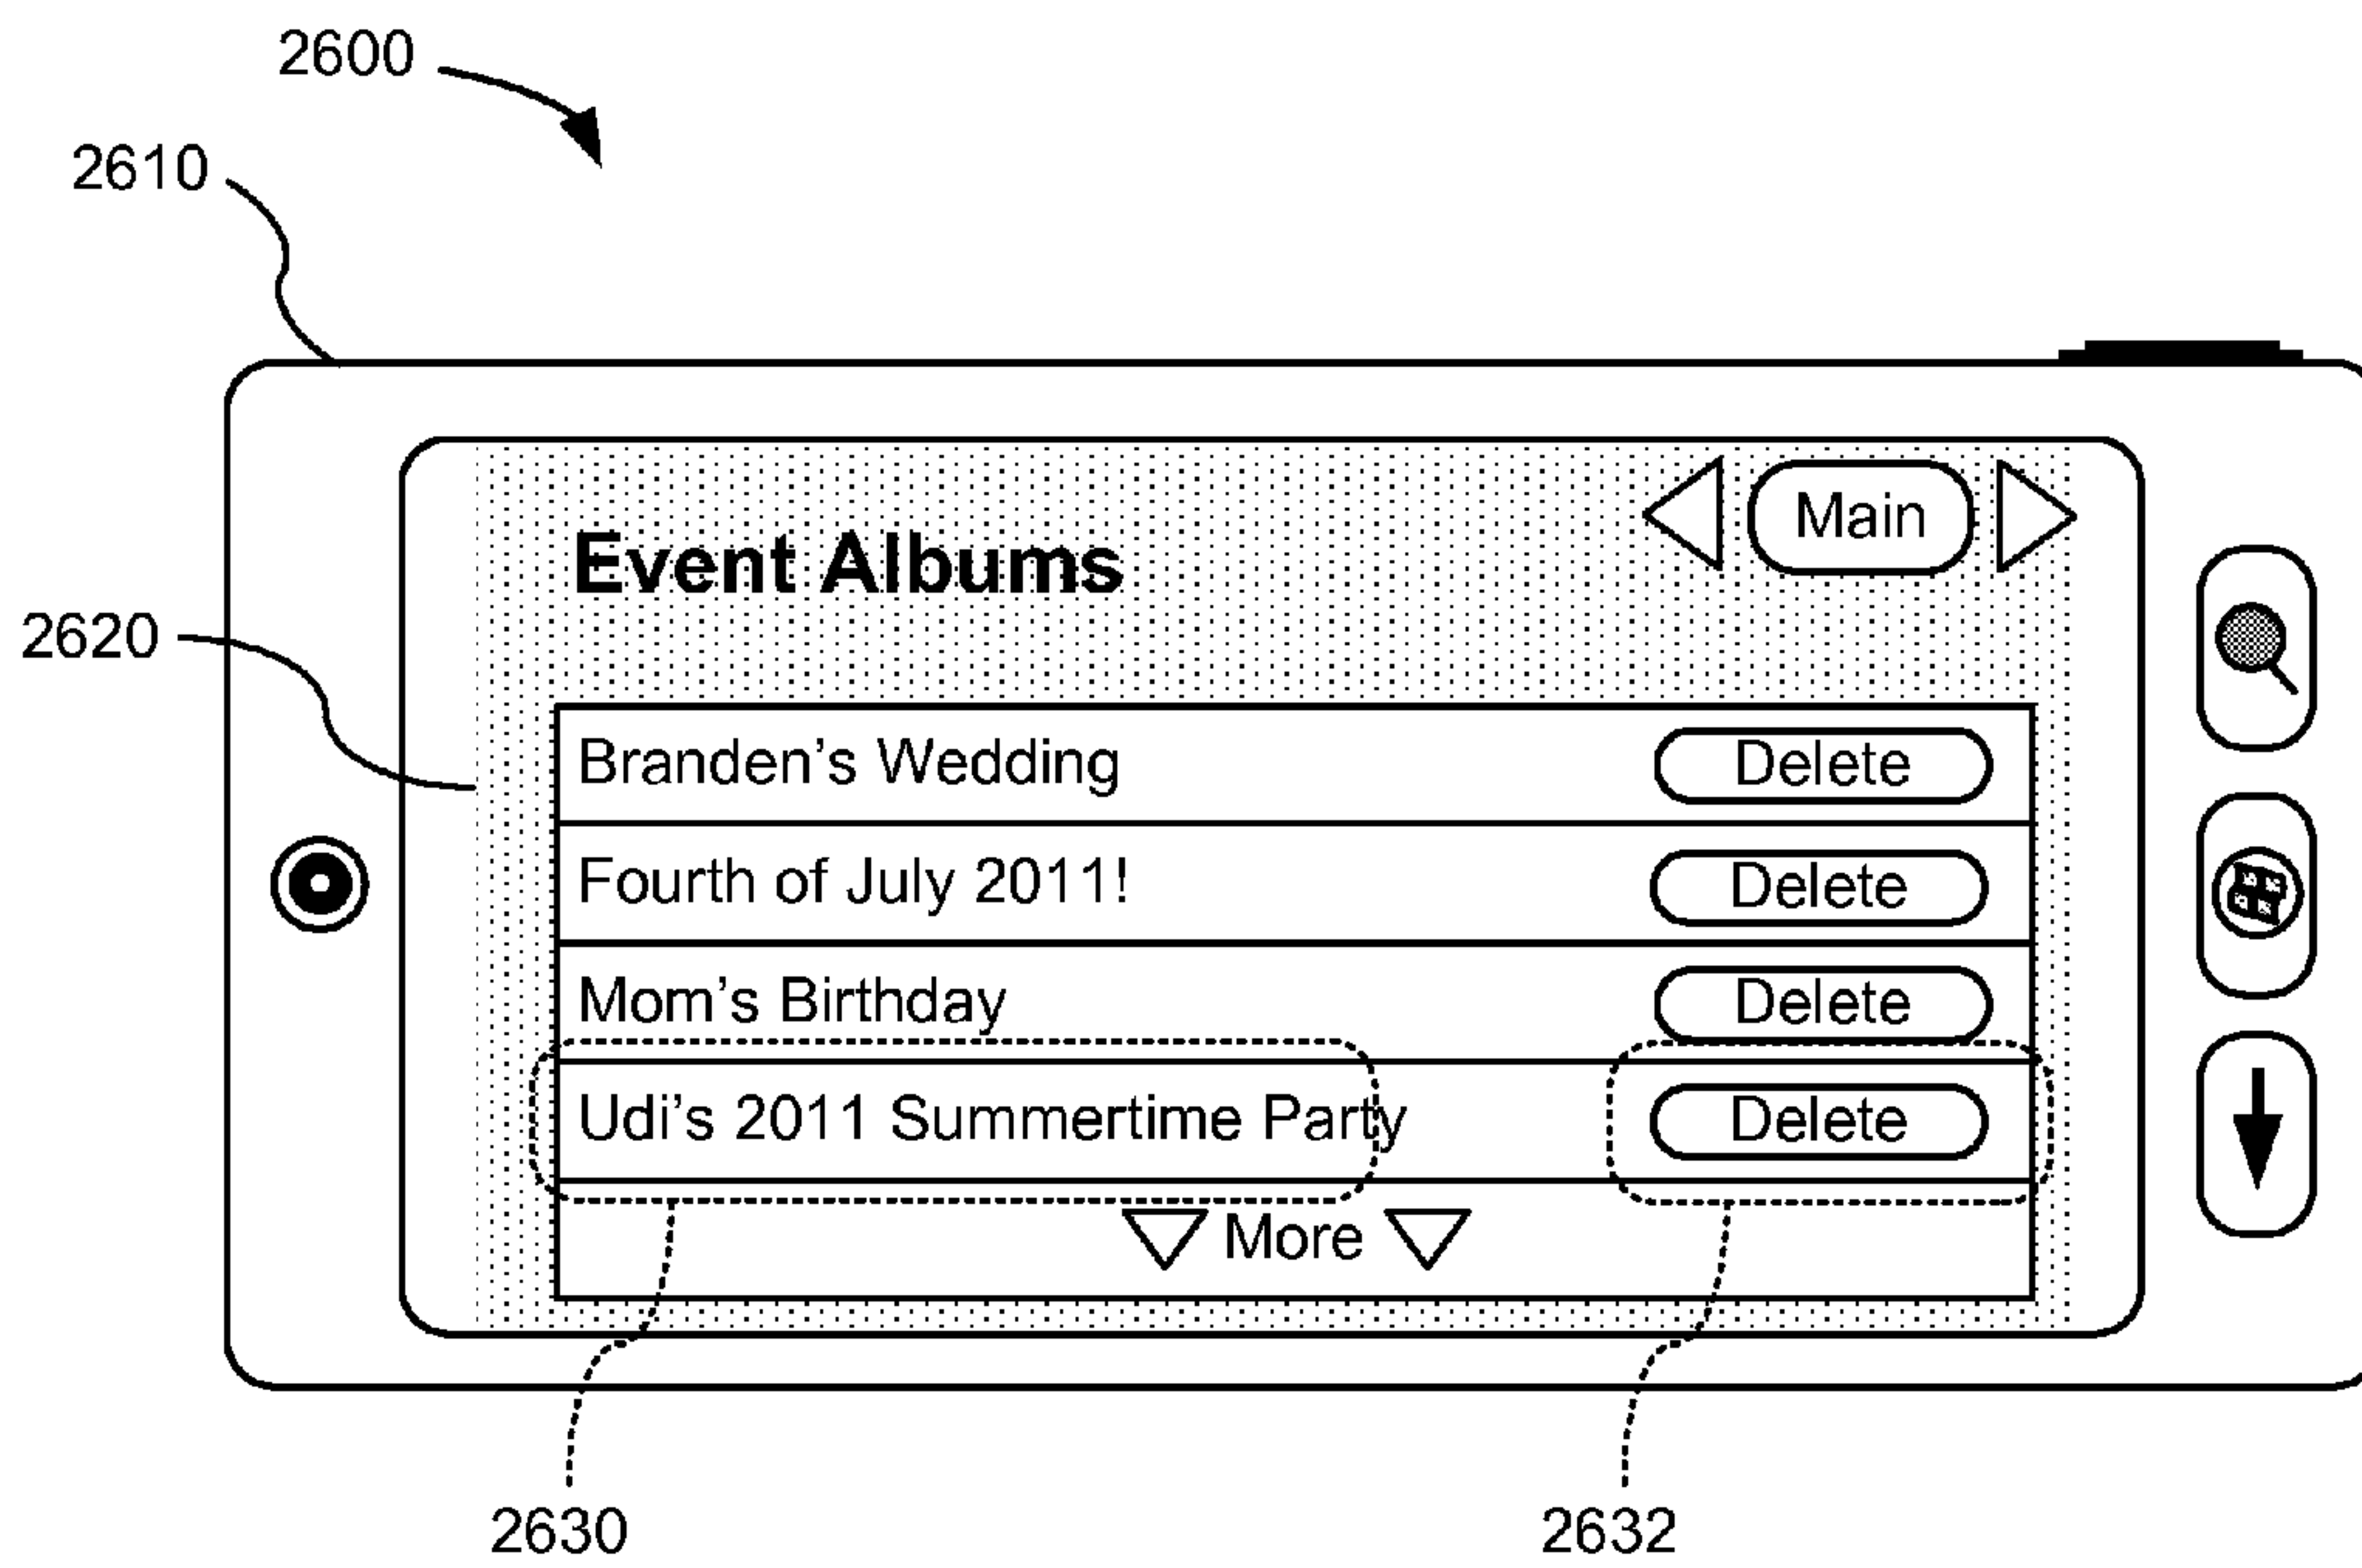 2600
2610
Main
Event Albums
2620
Branden's Wedding Delete
Fourth of July 2011! Delete
Mom's Birthday Delete
Udi's 2011 Summertime Party Delete
More
2630 2632